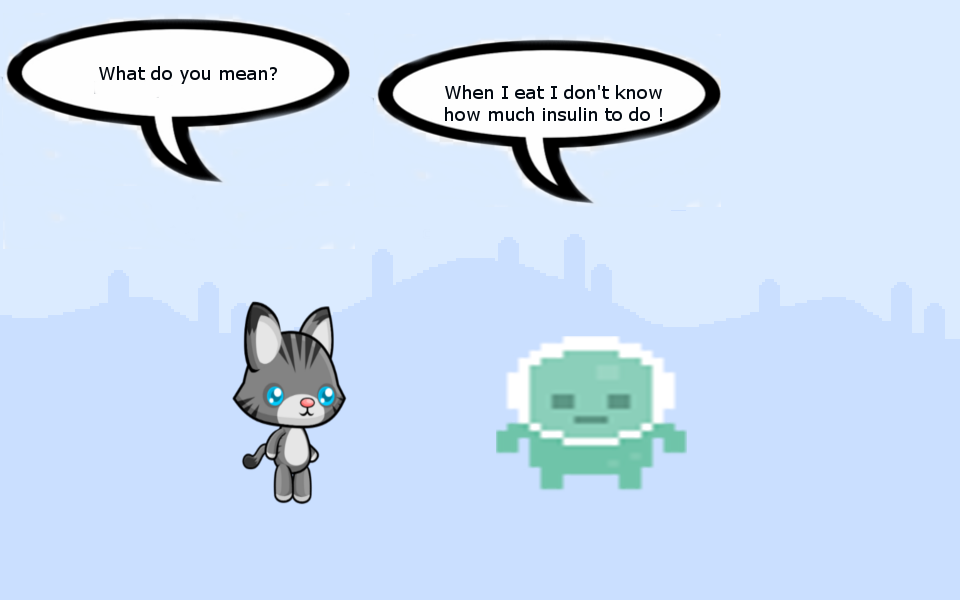 What do you mean?
When I eat I don't know
how much insulin to do !